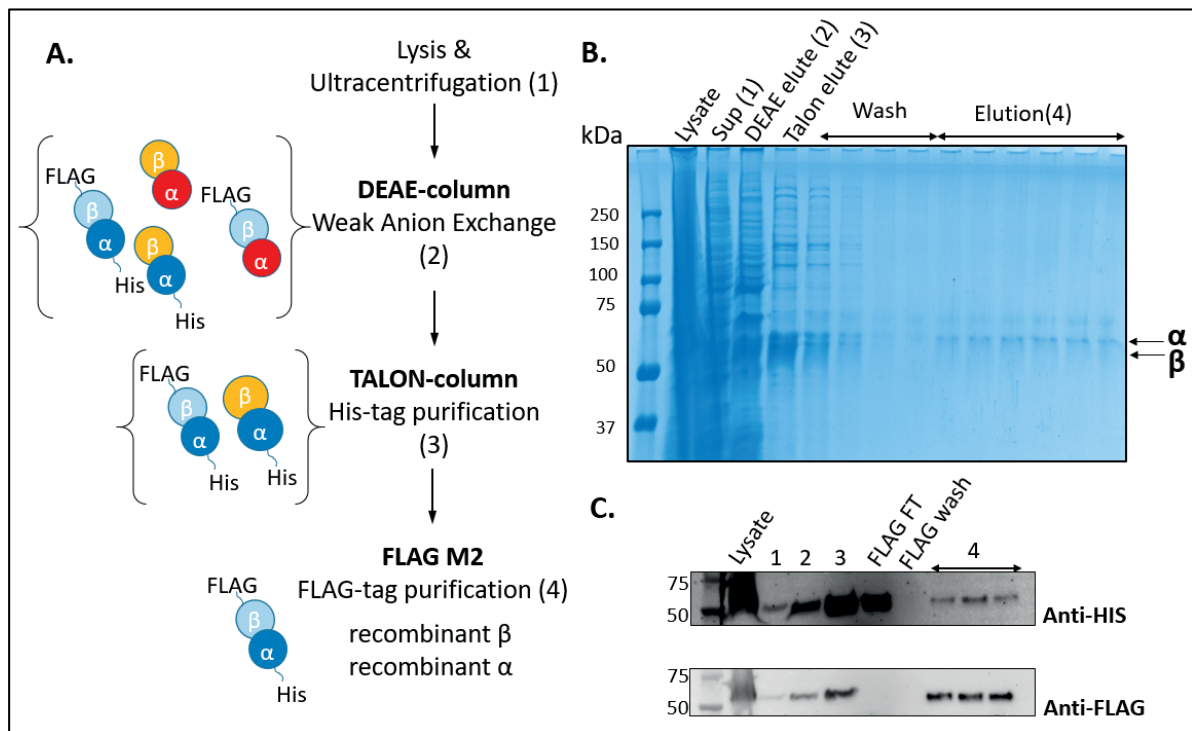 A.
Lysis &
Ultracentrifugation (1)
FLAG
β
α
β
α
His
β
α
His
FLAG
β
α
DEAE-column
Weak Anion Exchange
(2)
FLAG
β
α
His
β
α
His
TALON-column
His-tag purification
(3)
FLAG
β
α
His
FLAG M2
FLAG-tag purification (4)
recombinant β
recombinant α
B.
kDa
Lysate
Sup (1)
DEAE elute (2)
Talon elute (3)
Wash
Elution(4)
250
150
100
75
50
37
α
β
C.
Lysate
1
2
3
FLAG FT
FLAG wash
4
75
50
Anti-HIS
75
50
Anti-FLAG